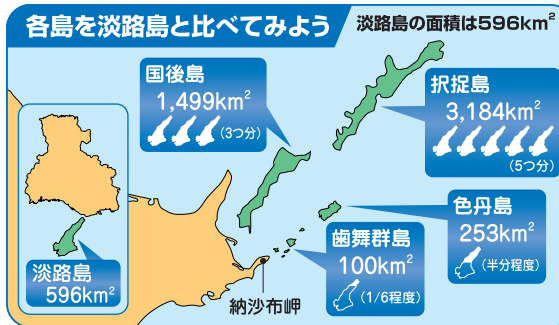 各島を淡路島と比べてみよう
淡路島の面積は596km²
国後島
1,499km²
(3つ分)
択捉島
3,184km²
(5つ分)
色丹島
253km²
(半分程度)
歯舞群島
100km²
(1/6程度)
淡路島
596km²
納沙布岬